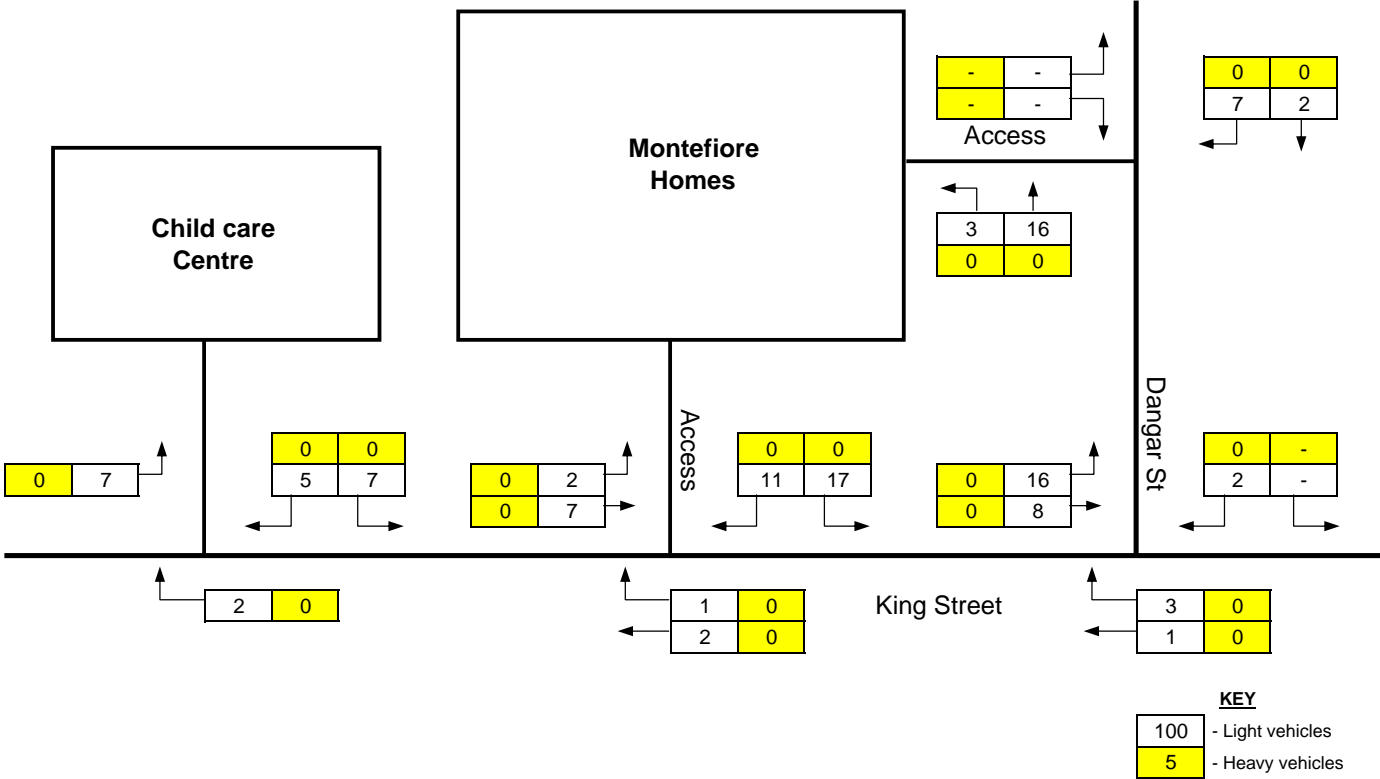 - - 0 0
- - 7 2
Access
Montefiore
Homes
3 16
0 0
Child care
Centre
Access
Dangar St
0 0 0 0 0 -
0 7 5 7 0 2 11 17 0 16 2 -
0 7 0 8
2 0 1 0 King Street 3 0
2 0 1 0
KEY
100 - Light vehicles
5 - Heavy vehicles